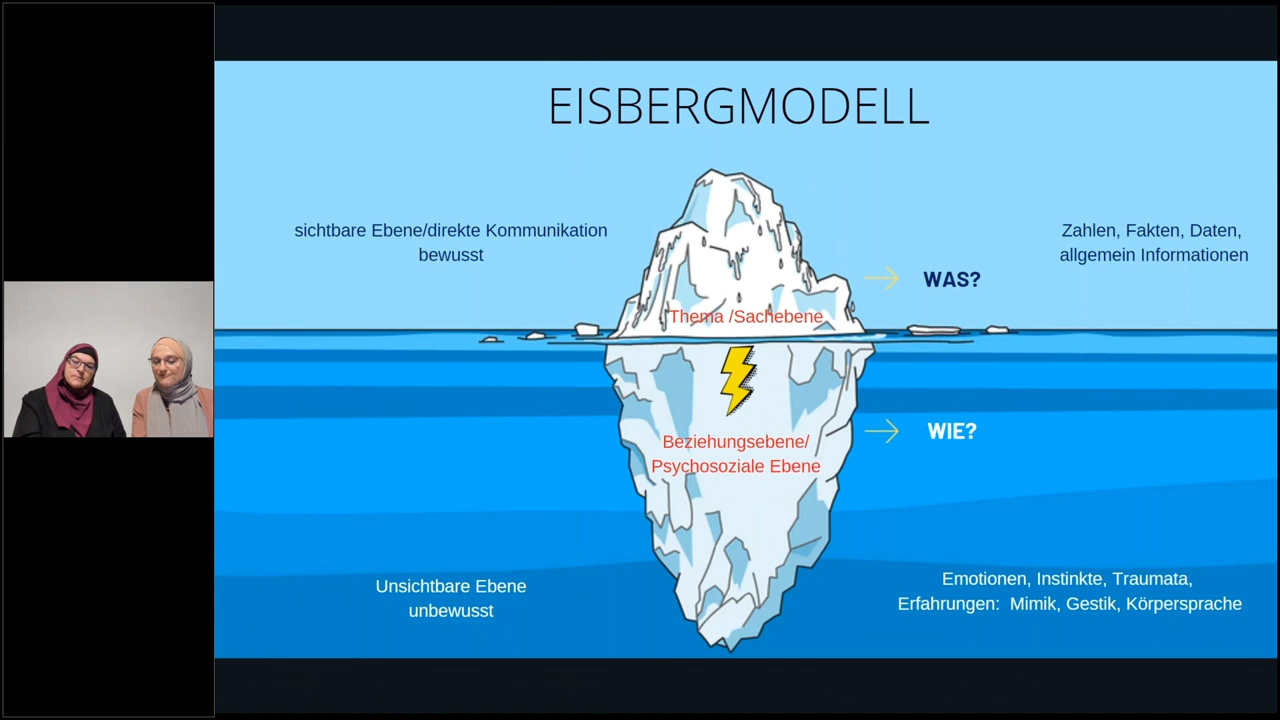 EISBERGMODELL
sichtbare Ebene/direkte Kommunikation
bewusst
Zahlen, Fakten, Daten,
allgemein Informationen
WAS?
Thema /Sachebene
WIE?
Beziehungsebene/
Psychosoziale Ebene
Unsichtbare Ebene
unbewusst
Emotionen, Instinkte, Traumata,
Erfahrungen:  Mimik, Gestik, Körpersprache